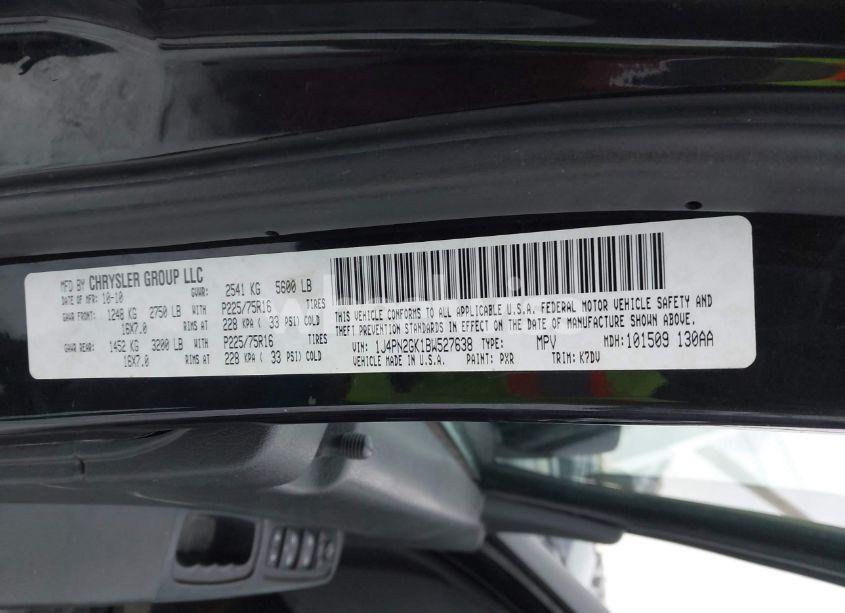 MFD BY CHRYSLER GROUP LLC
DATE OF MFR: 10-10 GVWR: 2541 KG 5600 LB
GAWR FRONT: 1248 KG 2750 LB WITH P225/75R16 TIRES
16X7.0 RIMS AT 228 KPA ( 33 PSI) COLD
GAWR REAR: 1452 KG 3200 LB WITH P225/75R16 TIRES
16X7.0 RIMS AT 228 KPA ( 33 PSI) COLD
THIS VEHICLE CONFORMS TO ALL APPLICABLE U.S.A. FEDERAL MOTOR VEHICLE SAFETY AND
THEFT PREVENTION STANDARDS IN EFFECT ON THE DATE OF MANUFACTURE SHOWN ABOVE.
VIN: 1J4PN2GK1BW527638 TYPE: MPV MDH: 101509 130AA
VEHICLE MADE IN U.S.A. PAINT: PXR TRIM: K7DV